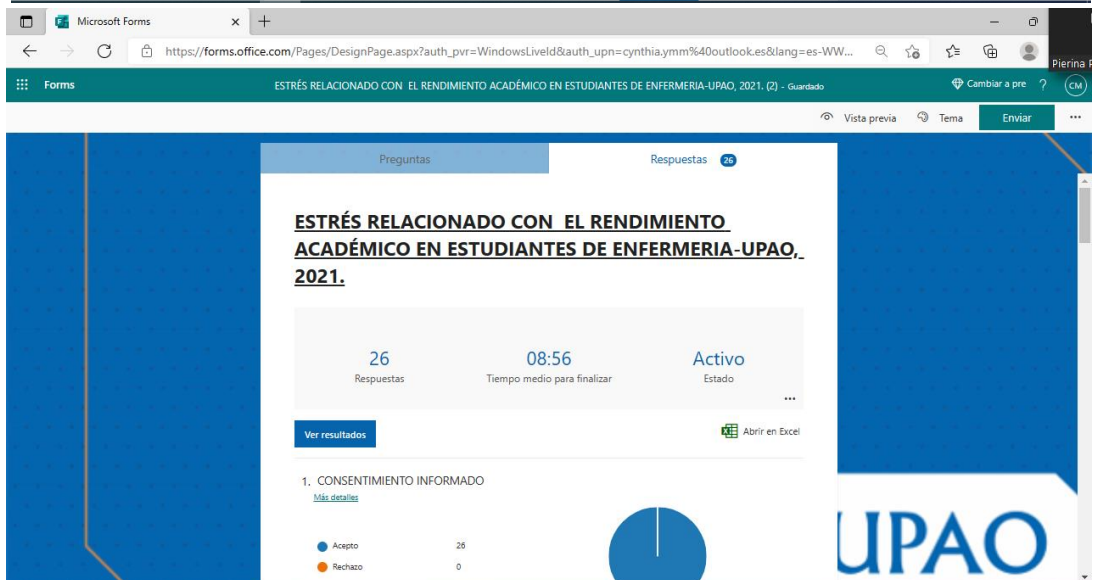 Microsoft Forms
https://forms.office.com/Pages/DesignPage.aspx?auth_pvr=WindowsLiveId&auth_upn=cynthia.ymm%40outlook.es&lang=es-WW...
Pierina
Forms
ESTRÉS RELACIONADO CON EL RENDIMIENTO ACADÉMICO EN ESTUDIANTES DE ENFERMERIA-UPAO, 2021. (2) - Guardado
Cambiar a pre ? CM
Vista previa Tema Enviar ...
Preguntas Respuestas 26
ESTRÉS RELACIONADO CON EL RENDIMIENTO
ACADÉMICO EN ESTUDIANTES DE ENFERMERIA-UPAO,
2021.
26 08:56 Activo
Respuestas Tiempo medio para finalizar Estado
...
Ver resultados Abrir en Excel
1. CONSENTIMIENTO INFORMADO
Más detalles
Acepto 26
Rechazo 0
UPAO